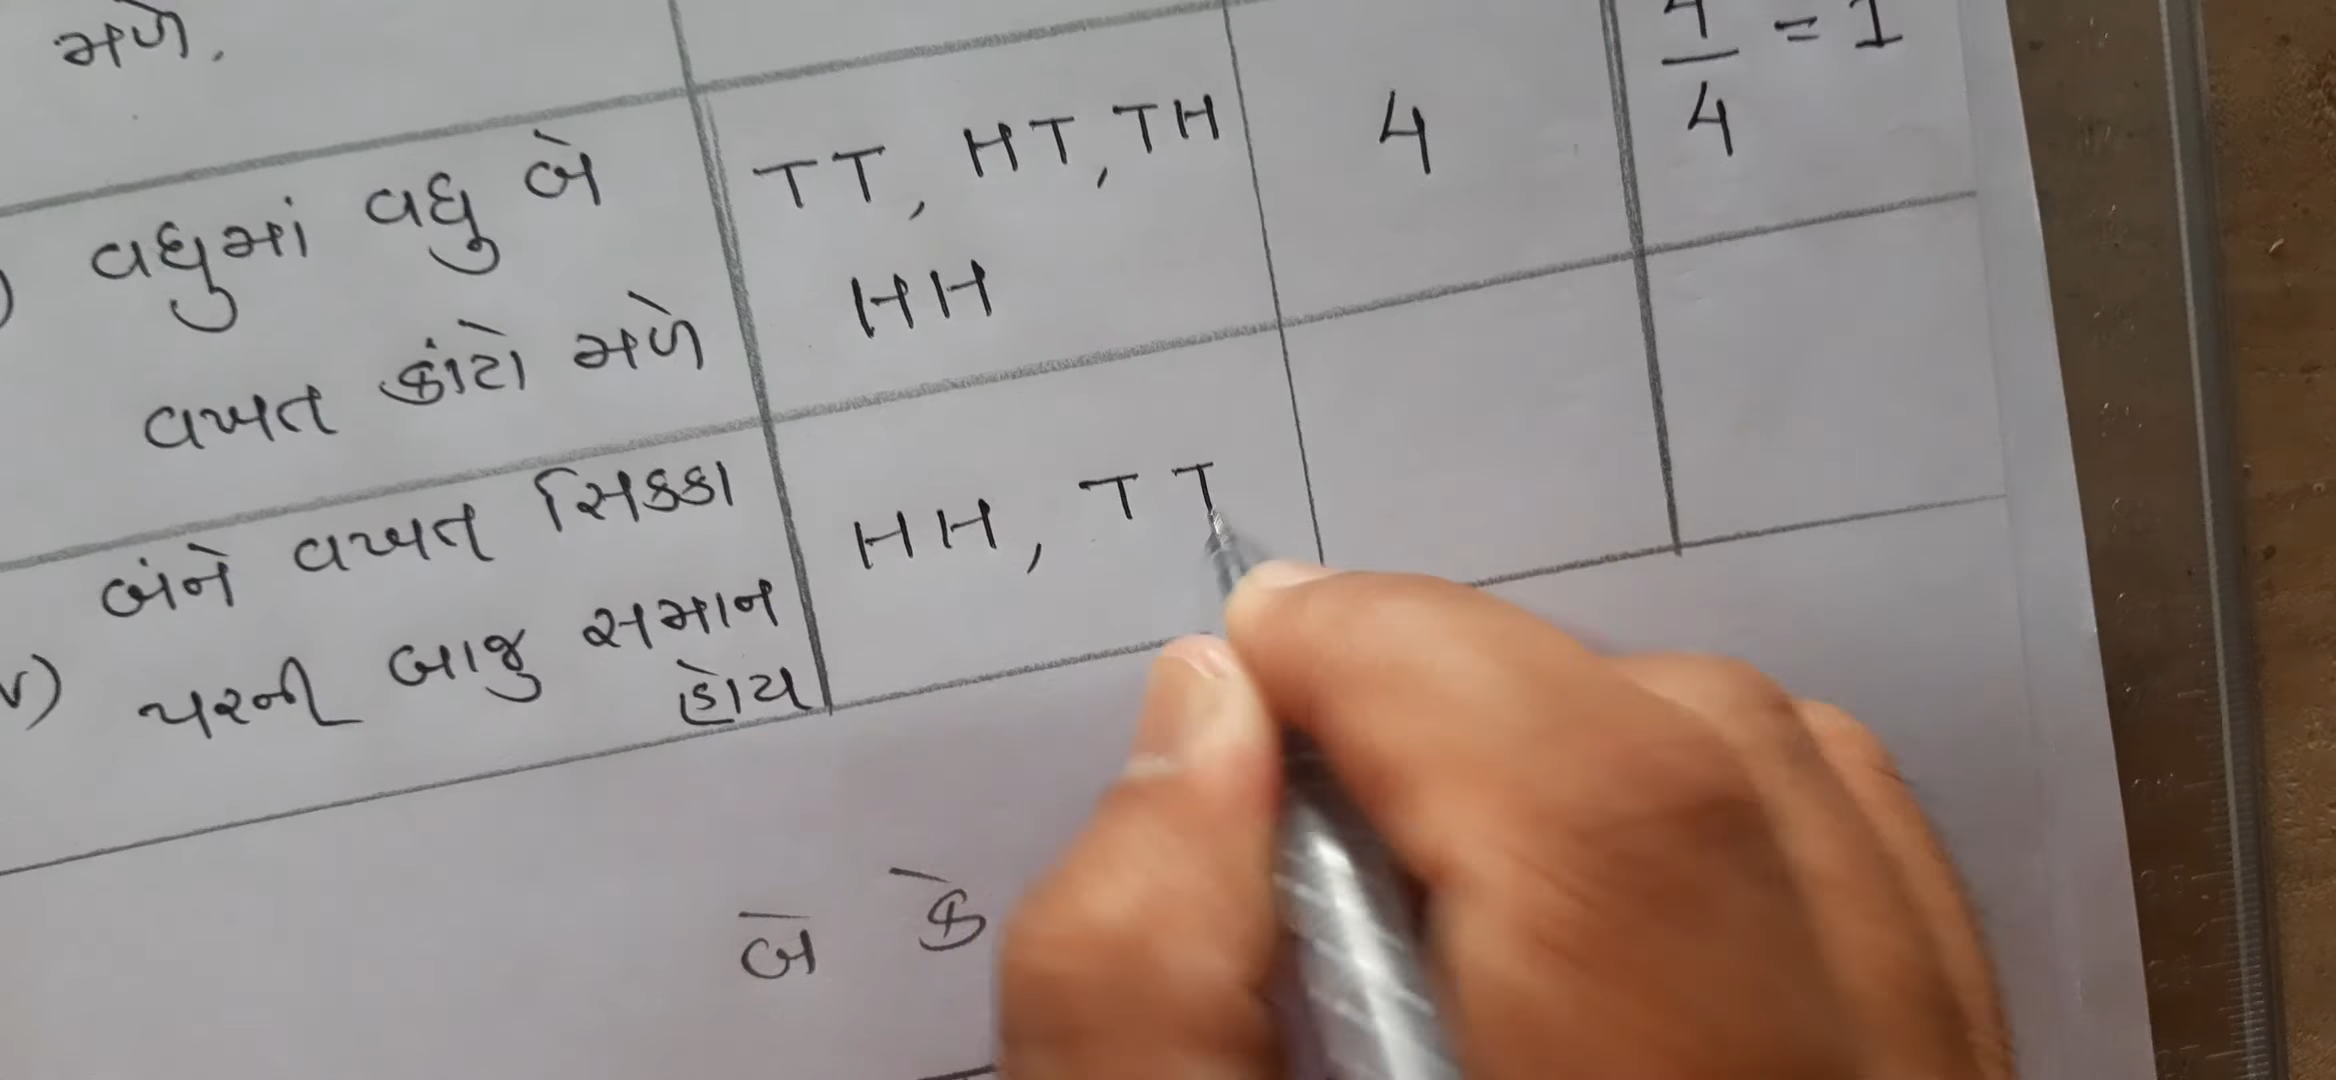 મળે.
વધુમાં વધુ બે
વખત કાંટો મળે
TT, HT, TH
HH
4
4/4 = 1
v)
બંને વખત સિક્કા
પરની બાજુ સમાન
હોય
HH, TT
બે કે